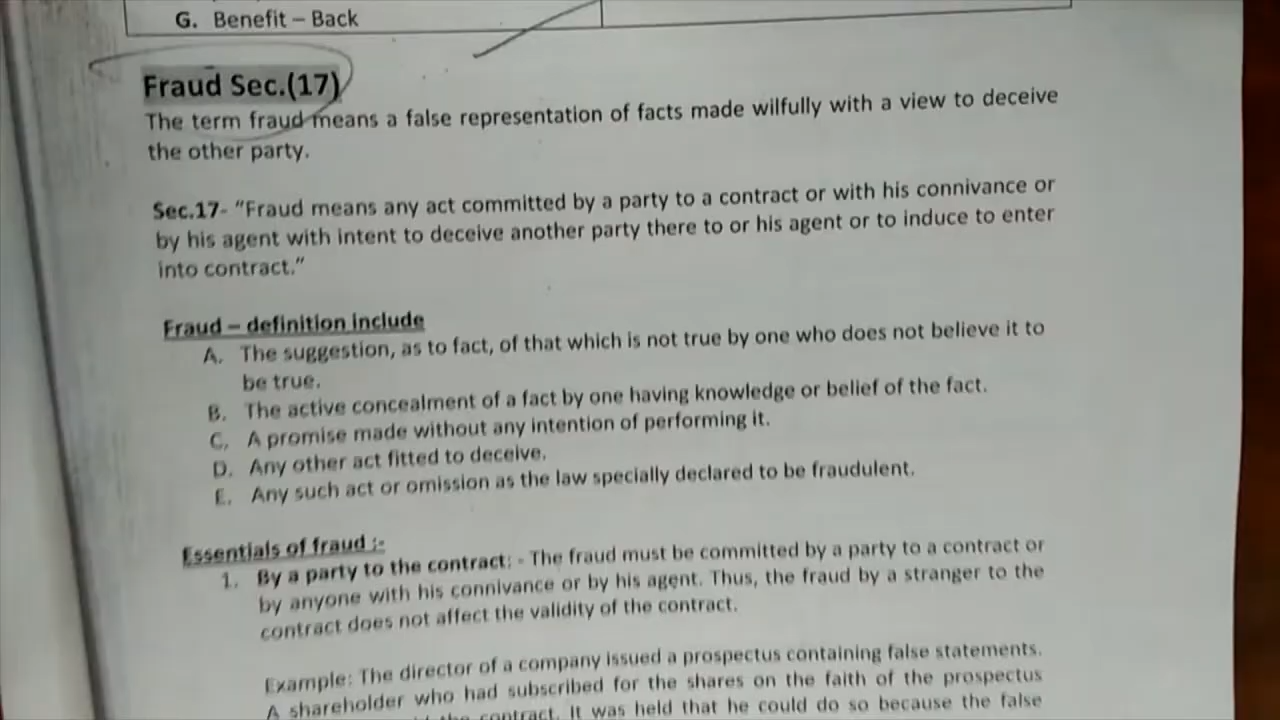 G. Benefit – Back
Fraud Sec.(17)
The term fraud means a false representation of facts made wilfully with a view to deceive
the other party.
Sec.17- “Fraud means any act committed by a party to a contract or with his connivance or
by his agent with intent to deceive another party there to or his agent or to induce to enter
into contract.”
Fraud – definition include
A. The suggestion, as to fact, of that which is not true by one who does not believe it to
be true.
B. The active concealment of a fact by one having knowledge or belief of the fact.
C. A promise made without any intention of performing it.
D. Any other act fitted to deceive.
E. Any such act or omission as the law specially declared to be fraudulent.
Essentials of fraud :-
1. By a party to the contract: - The fraud must be committed by a party to a contract or
by anyone with his connivance or by his agent. Thus, the fraud by a stranger to the
contract does not affect the validity of the contract.
Example: The director of a company issued a prospectus containing false statements.
A shareholder who had subscribed for the shares on the faith of the prospectus
the contract. It was held that he could do so because the false